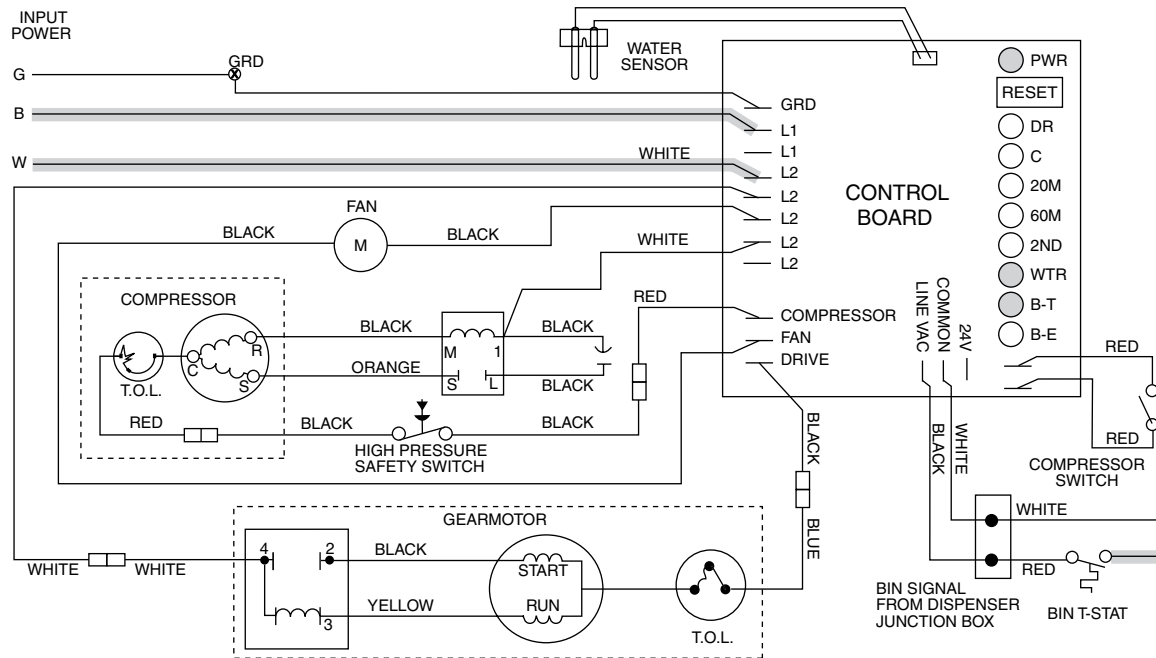 INPUT
POWER
G
GRD
B
W
WHITE
WATER
SENSOR
GRD
L1
L1
L2
L2
L2
L2
L2
CONTROL
BOARD
PWR
RESET
DR
C
20M
60M
2ND
WTR
B-T
B-E
FAN
M
BLACK
BLACK
WHITE
COMPRESSOR
T.O.L.
C
R
S
BLACK
ORANGE
M
1
S
L
BLACK
BLACK
RED
RED
BLACK
BLACK
HIGH PRESSURE
SAFETY SWITCH
COMPRESSOR
FAN
DRIVE
LINE VAC
COMMON
24V
RED
RED
COMPRESSOR
SWITCH
BLACK
WHITE
WHITE
RED
BIN SIGNAL
FROM DISPENSER
JUNCTION BOX
BIN T-STAT
BLACK
BLUE
GEARMOTOR
WHITE
WHITE
4
2
3
BLACK
YELLOW
START
RUN
T.O.L.